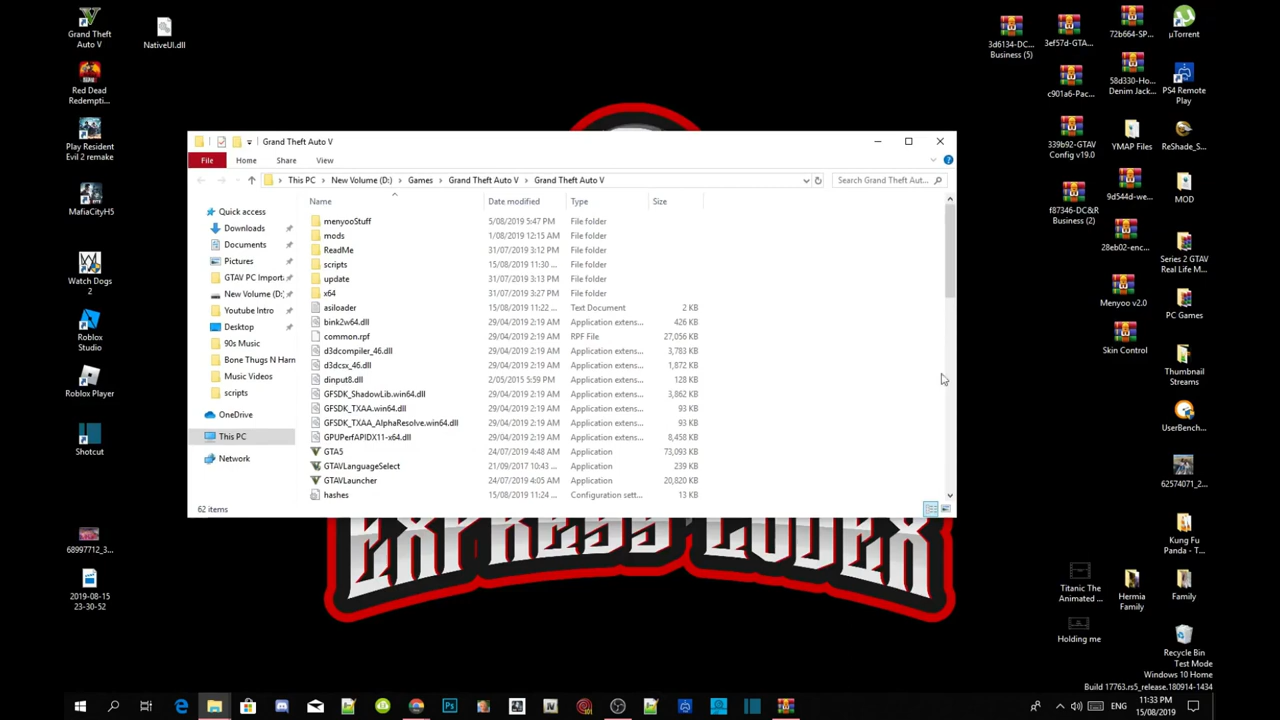 Grand Theft
Auto V
NativeUI.dll
Red Dead
Redempti...
Play Resident
Evil 2 remake
MafiaCityH5
Watch Dogs
2
Roblox
Studio
Roblox Player
Shotcut
68997712_3...
2019-08-15
23-30-52
3d6134-DC...
Business (5)
3ef57d-GTA...
72b664-SP...
µTorrent
c901a6-Pac...
58d330-Ho...
Denim Jack...
PS4 Remote
Play
339b92-GTAV
Config v19.0
YMAP Files
ReShade_S...
f87346-DC&R
Business (2)
9d544d-we...
MOD
28eb02-enc...
Series 2 GTAV
Real Life M...
Menyoo v2.0
PC Games
Skin Control
Thumbnail
Streams
UserBench...
62574071_2...
Kung Fu
Panda - T...
Titanic The
Animated ...
Hermia
Family
Family
Holding me
Recycle Bin
Test Mode
Windows 10 Home
Build 17763.rs5_release.180914-1434
Grand Theft Auto V
File Home Share View
This PC > New Volume (D:) > Games > Grand Theft Auto V > Grand Theft Auto V
Search Grand Theft Aut...
Quick access
Downloads
Documents
Pictures
GTAV PC Import
New Volume (D:)
Youtube Intro
Desktop
90s Music
Bone Thugs N Harn
Music Videos
scripts
OneDrive
This PC
Network
Name Date modified Type Size
menyooStuff 5/08/2019 5:47 PM File folder
mods 1/08/2019 12:15 AM File folder
ReadMe 31/07/2019 3:12 PM File folder
scripts 15/08/2019 11:30 ... File folder
update 31/07/2019 3:13 PM File folder
x64 31/07/2019 3:27 PM File folder
asiloader 15/08/2019 11:22 ... Text Document 2 KB
bink2w64.dll 29/04/2019 2:19 AM Application extens... 426 KB
common.rpf 29/04/2019 2:19 AM RPF File 27,056 KB
d3dcompiler_46.dll 29/04/2019 2:19 AM Application extens... 3,783 KB
d3dcsx_46.dll 29/04/2019 2:19 AM Application extens... 1,872 KB
dinput8.dll 2/05/2015 5:59 PM Application extens... 128 KB
GFSDK_ShadowLib.win64.dll 29/04/2019 2:19 AM Application extens... 3,862 KB
GFSDK_TXAA.win64.dll 29/04/2019 2:19 AM Application extens... 93 KB
GFSDK_TXAA_AlphaResolve.win64.dll 29/04/2019 2:19 AM Application extens... 93 KB
GPUPerfAPIDX11-x64.dll 29/04/2019 2:19 AM Application extens... 8,458 KB
GTA5 24/07/2019 4:48 AM Application 73,093 KB
GTAVLanguageSelect 21/09/2017 10:43 ... Application 239 KB
GTAVLauncher 24/07/2019 4:05 AM Application 20,820 KB
hashes 15/08/2019 11:24 ... Configuration sett... 13 KB
62 items
EXPRESS CODEX
ENG
11:33 PM
15/08/2019